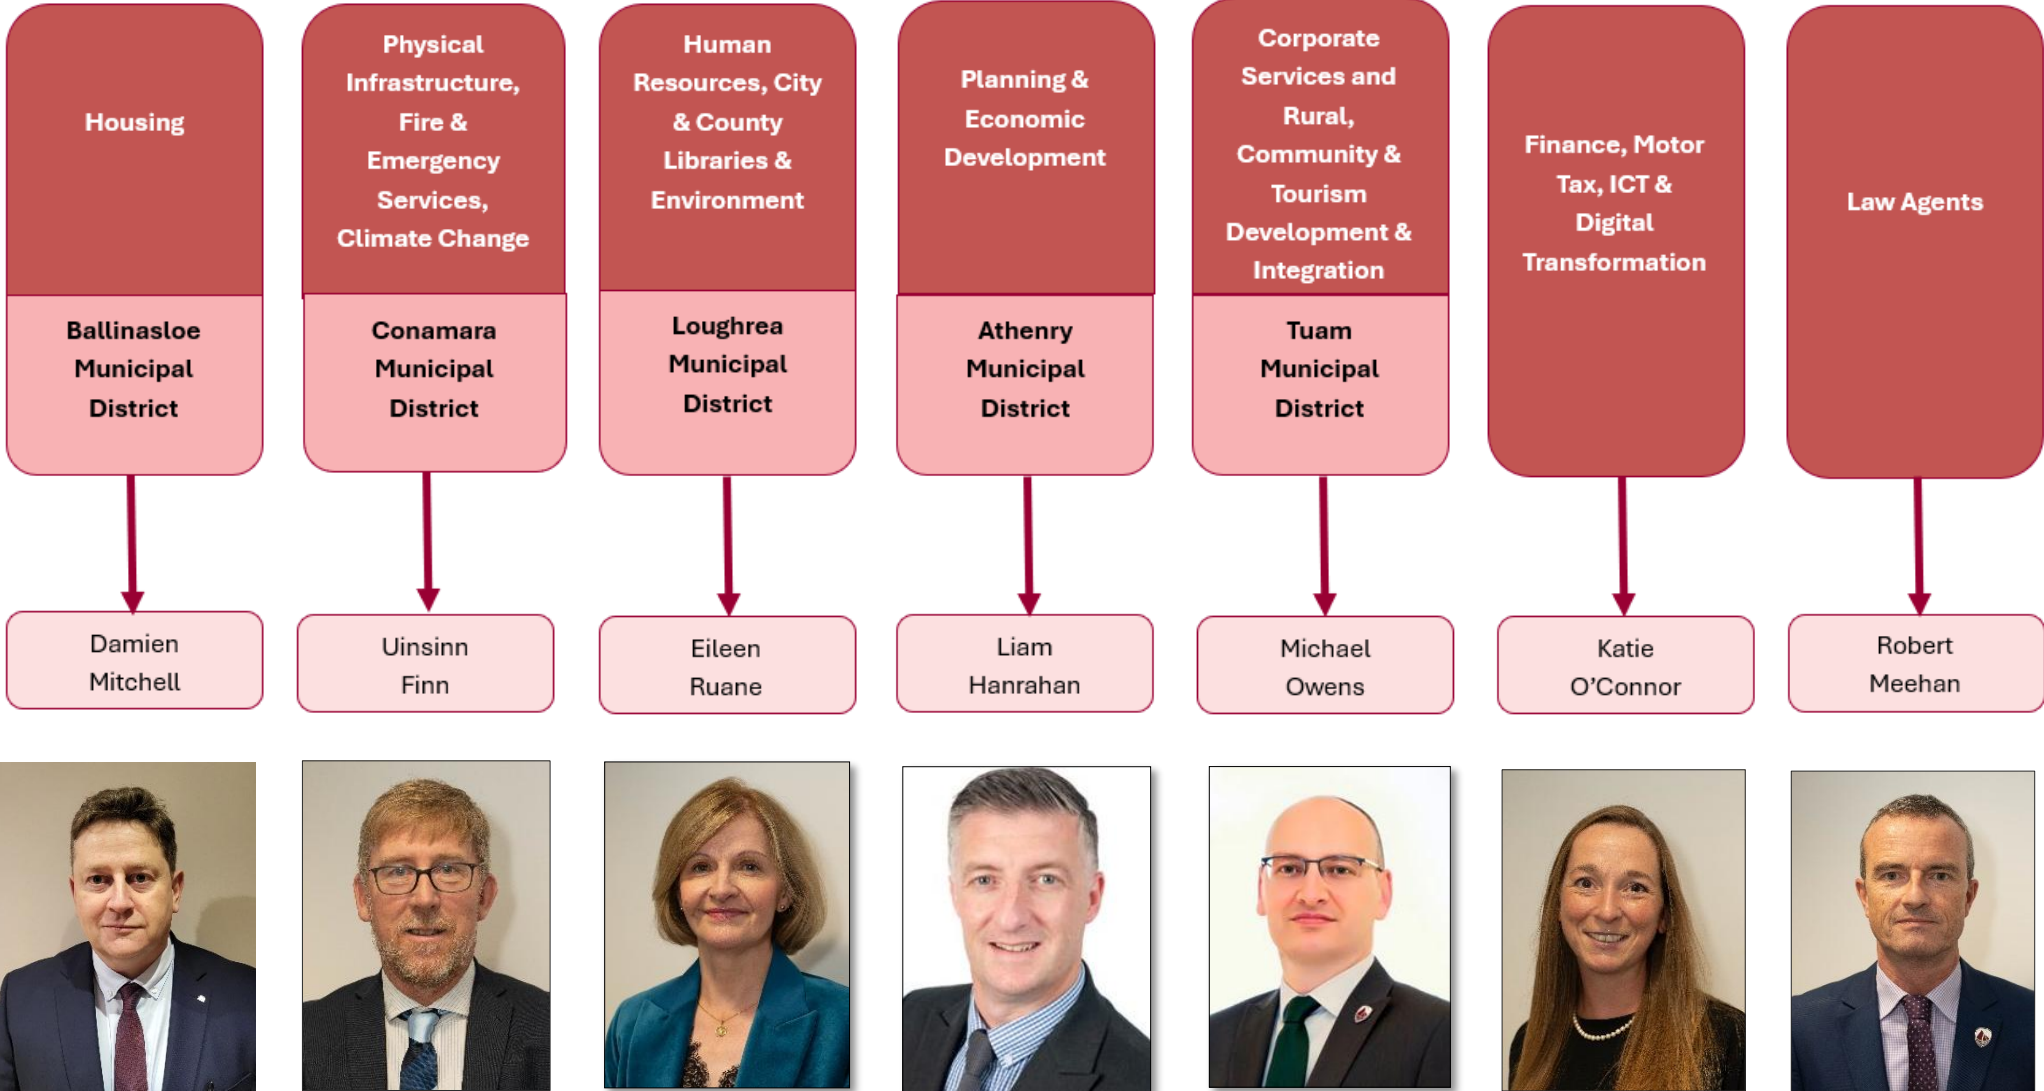 Housing
Ballinasloe
Municipal
District
Damien
Mitchell
Physical
Infrastructure,
Fire &
Emergency
Services,
Climate Change
Conamara
Municipal
District
Uinsinn
Finn
Human
Resources, City
& County
Libraries &
Environment
Loughrea
Municipal
District
Eileen
Ruane
Planning &
Economic
Development
Athenry
Municipal
District
Liam
Hanrahan
Corporate
Services and
Rural,
Community &
Tourism
Development &
Integration
Tuam
Municipal
District
Michael
Owens
Finance, Motor
Tax, ICT &
Digital
Transformation
Katie
O’Connor
Law Agents
Robert
Meehan